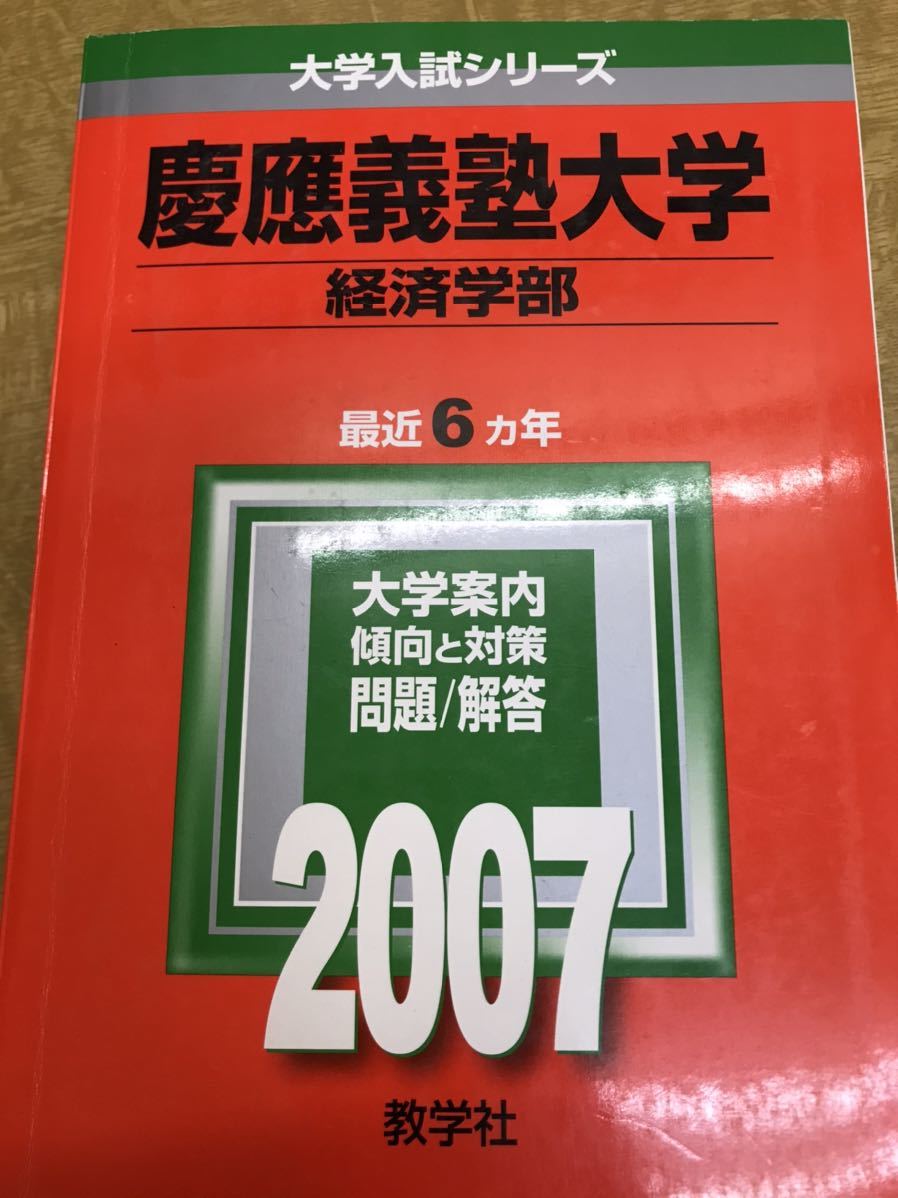 大学入試シリーズ
慶應義塾大学
経済学部
最近6カ年
大学案内
傾向と対策
問題/解答
2007
教学社